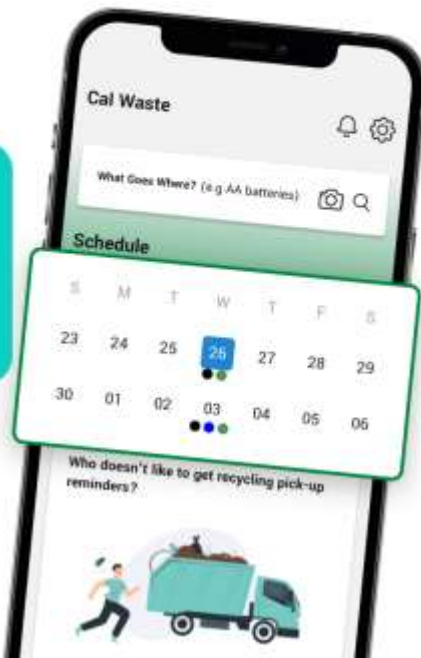 Cal Waste
What Goes Where? (e.g AA batteries)
Schedule
S M T W T F S
23 24 25 26 27 28 29
30 01 02 03 04 05 06
Who doesn't like to get recycling pick-up
reminders?